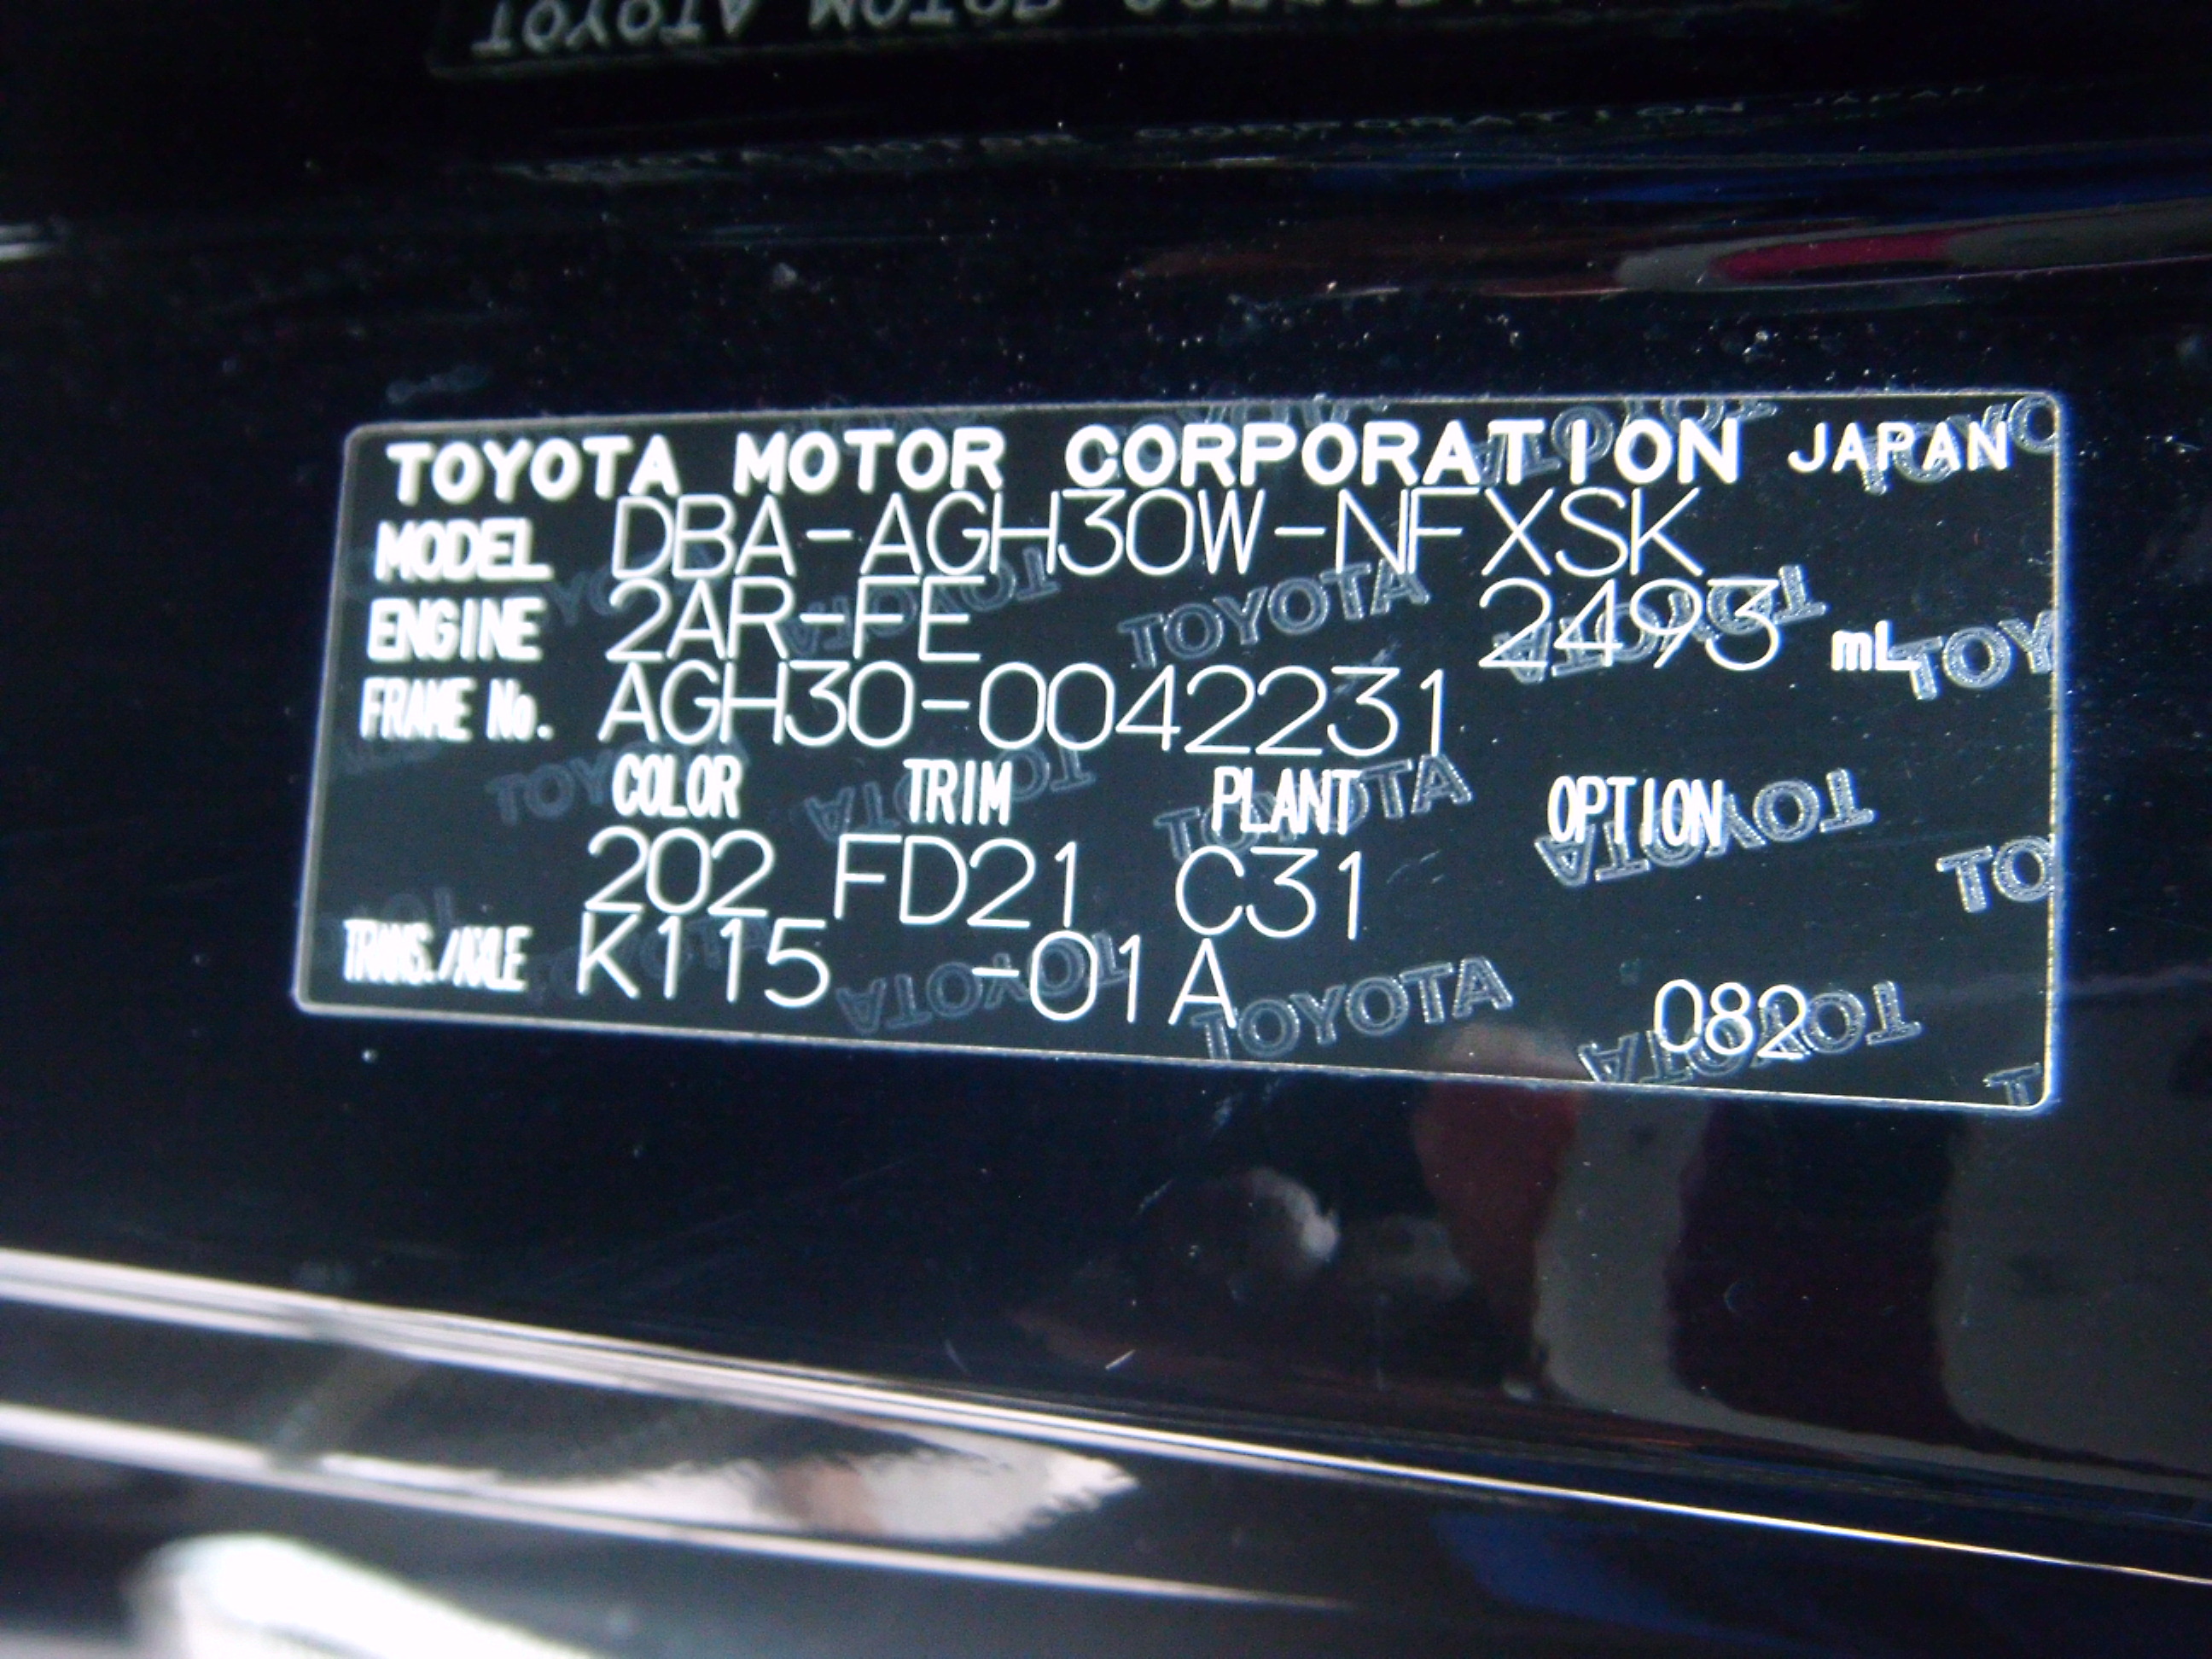 TOYOTA MOTOR CORPORATION JAPAN
MODEL DBA-AGH30W-NFXSK
ENGINE 2AR-FE 2493 mL
FRAME No. AGH30-0042231
COLOR TRIM PLANT OPTION
202 FD21 C31
TRANS./AXLE K115 -01A 082